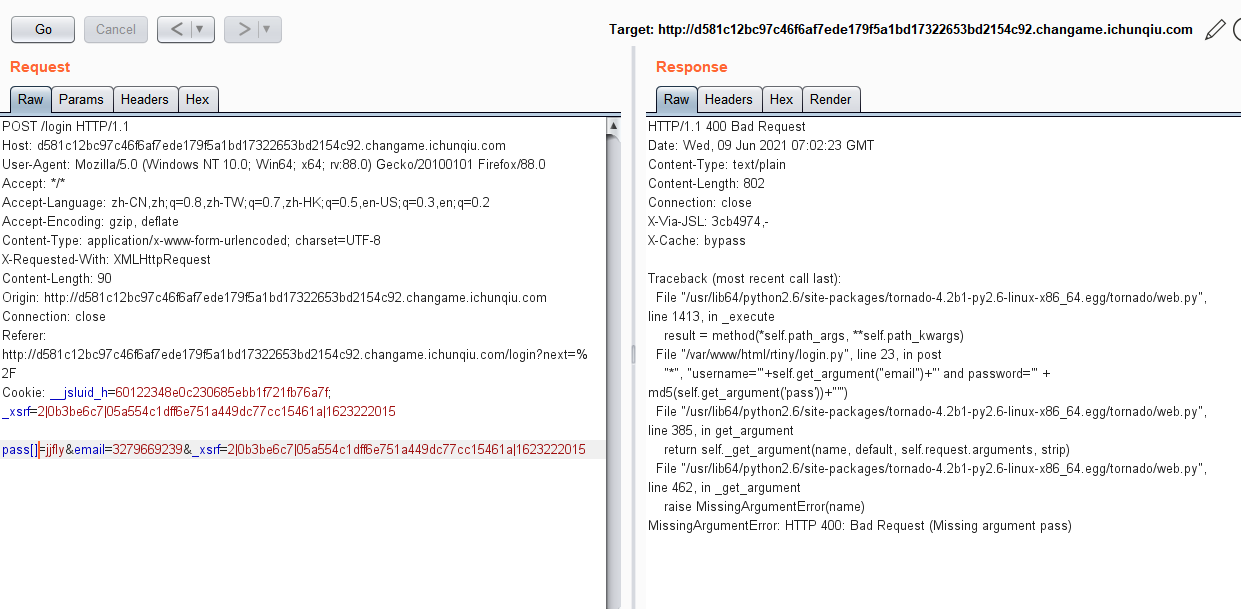 Go Cancel < ▼ > ▼ Target: http://d581c12bc97c46f6af7ede179f5a1bd17322653bd2154c92.changame.ichunqiu.com
Request
Raw Params Headers Hex
POST /login HTTP/1.1
Host: d581c12bc97c46f6af7ede179f5a1bd17322653bd2154c92.changame.ichunqiu.com
User-Agent: Mozilla/5.0 (Windows NT 10.0; Win64; x64; rv:88.0) Gecko/20100101 Firefox/88.0
Accept: */*
Accept-Language: zh-CN,zh;q=0.8,zh-TW;q=0.7,zh-HK;q=0.5,en-US;q=0.3,en;q=0.2
Accept-Encoding: gzip, deflate
Content-Type: application/x-www-form-urlencoded; charset=UTF-8
X-Requested-With: XMLHttpRequest
Content-Length: 90
Origin: http://d581c12bc97c46f6af7ede179f5a1bd17322653bd2154c92.changame.ichunqiu.com
Connection: close
Referer:
http://d581c12bc97c46f6af7ede179f5a1bd17322653bd2154c92.changame.ichunqiu.com/login?next=%
2F
Cookie: __jsluid_h=60122348e0c230685ebb1f721fb76a7f;
_xsrf=2|0b3be6c7|05a554c1dff6e751a449dc77cc15461a|1623222015
pass[]=jjfly&email=3279669239&_xsrf=2|0b3be6c7|05a554c1dff6e751a449dc77cc15461a|1623222015
Response
Raw Headers Hex Render
HTTP/1.1 400 Bad Request
Date: Wed, 09 Jun 2021 07:02:23 GMT
Content-Type: text/plain
Content-Length: 802
Connection: close
X-Via-JSL: 3cb4974,-
X-Cache: bypass
Traceback (most recent call last):
File "/usr/lib64/python2.6/site-packages/tornado-4.2b1-py2.6-linux-x86_64.egg/tornado/web.py",
line 1413, in _execute
result = method(*self.path_args, **self.path_kwargs)
File "/var/www/html/rtiny/login.py", line 23, in post
"*", "username='"+self.get_argument("email")+"' and password='" +
md5(self.get_argument('pass'))+"'")
File "/usr/lib64/python2.6/site-packages/tornado-4.2b1-py2.6-linux-x86_64.egg/tornado/web.py",
line 385, in get_argument
return self._get_argument(name, default, self.request.arguments, strip)
File "/usr/lib64/python2.6/site-packages/tornado-4.2b1-py2.6-linux-x86_64.egg/tornado/web.py",
line 462, in _get_argument
raise MissingArgumentError(name)
MissingArgumentError: HTTP 400: Bad Request (Missing argument pass)